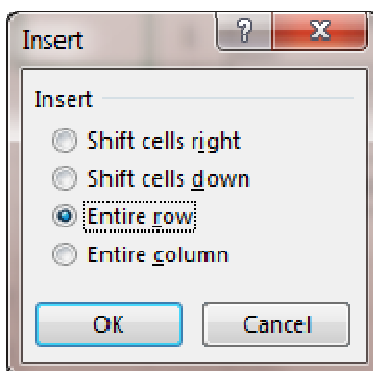 Insert
?
X
Insert
Shift cells right
Shift cells down
Entire row
Entire column
OK
Cancel